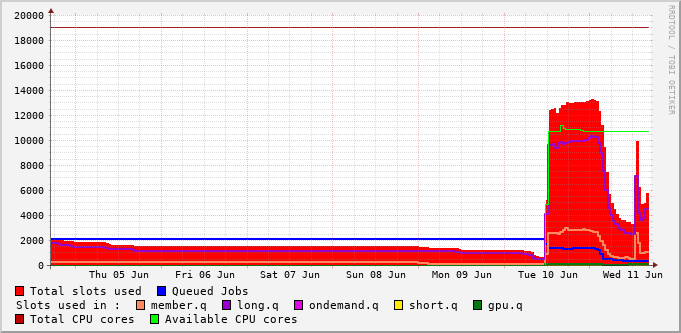 20000
18000
16000
14000
12000
10000
8000
6000
4000
2000
0
Thu 05 Jun Fri 06 Jun Sat 07 Jun Sun 08 Jun Mon 09 Jun Tue 10 Jun Wed 11 Jun
RRDTOOL / TOBI OETIKER
Total slots used Queued Jobs
Slots used in : member.q long.q ondemand.q short.q gpu.q
Total CPU cores Available CPU cores